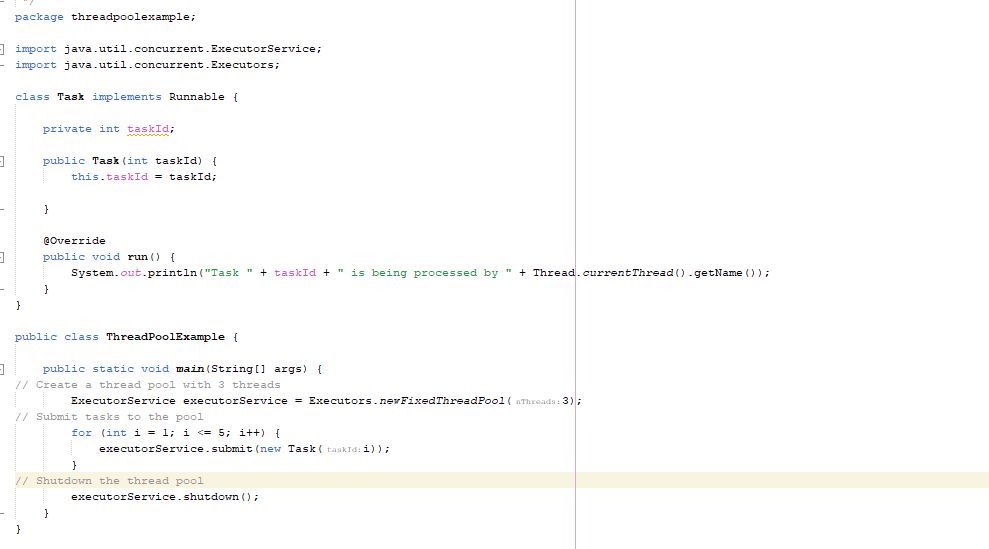 */
package threadpoolexample;
import java.util.concurrent.ExecutorService;
import java.util.concurrent.Executors;
class Task implements Runnable {
private int taskId;
public Task(int taskId) {
this.taskId = taskId;
}
@Override
public void run() {
System.out.println("Task " + taskId + " is being processed by " + Thread.currentThread().getName());
}
}
public class ThreadPoolExample {
public static void main(String[] args) {
// Create a thread pool with 3 threads
ExecutorService executorService = Executors.newFixedThreadPool( nThreads: 3);
// Submit tasks to the pool
for (int i = 1; i <= 5; i++) {
executorService.submit(new Task( taskId: i));
}
// Shutdown the thread pool
executorService.shutdown();
}
}